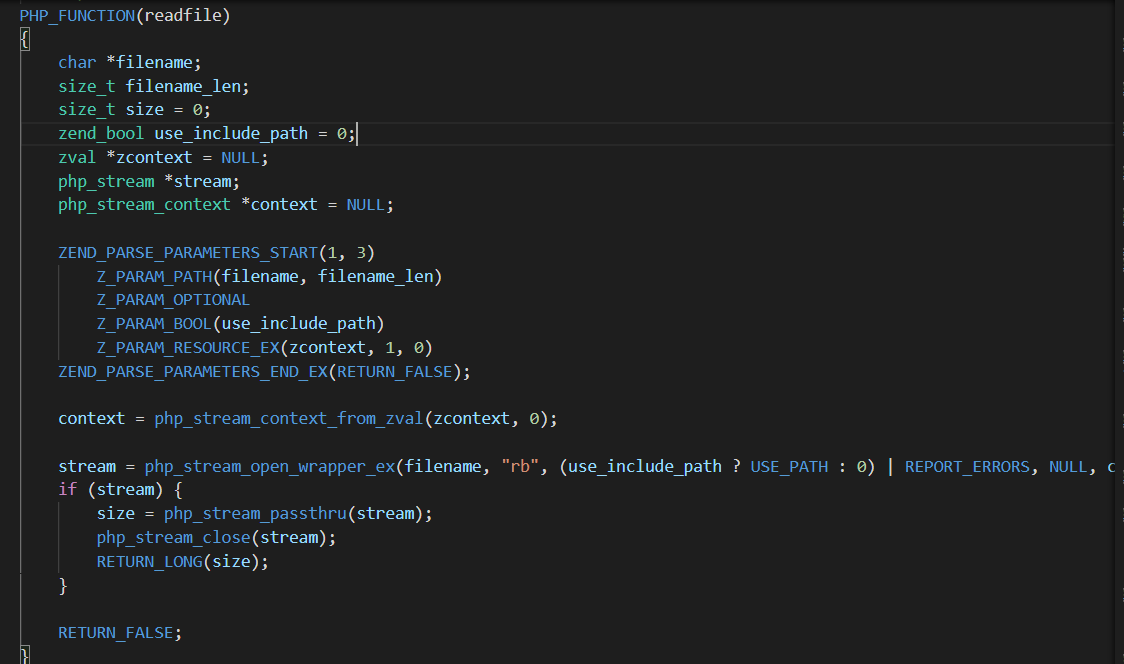 PHP_FUNCTION(readfile)
{
    char *filename;
    size_t filename_len;
    size_t size = 0;
    zend_bool use_include_path = 0;
    zval *zcontext = NULL;
    php_stream *stream;
    php_stream_context *context = NULL;

    ZEND_PARSE_PARAMETERS_START(1, 3)
        Z_PARAM_PATH(filename, filename_len)
        Z_PARAM_OPTIONAL
        Z_PARAM_BOOL(use_include_path)
        Z_PARAM_RESOURCE_EX(zcontext, 1, 0)
    ZEND_PARSE_PARAMETERS_END_EX(RETURN_FALSE);

    context = php_stream_context_from_zval(zcontext, 0);

    stream = php_stream_open_wrapper_ex(filename, "rb", (use_include_path ? USE_PATH : 0) | REPORT_ERRORS, NULL, c
    if (stream) {
        size = php_stream_passthru(stream);
        php_stream_close(stream);
        RETURN_LONG(size);
    }

    RETURN_FALSE;
}